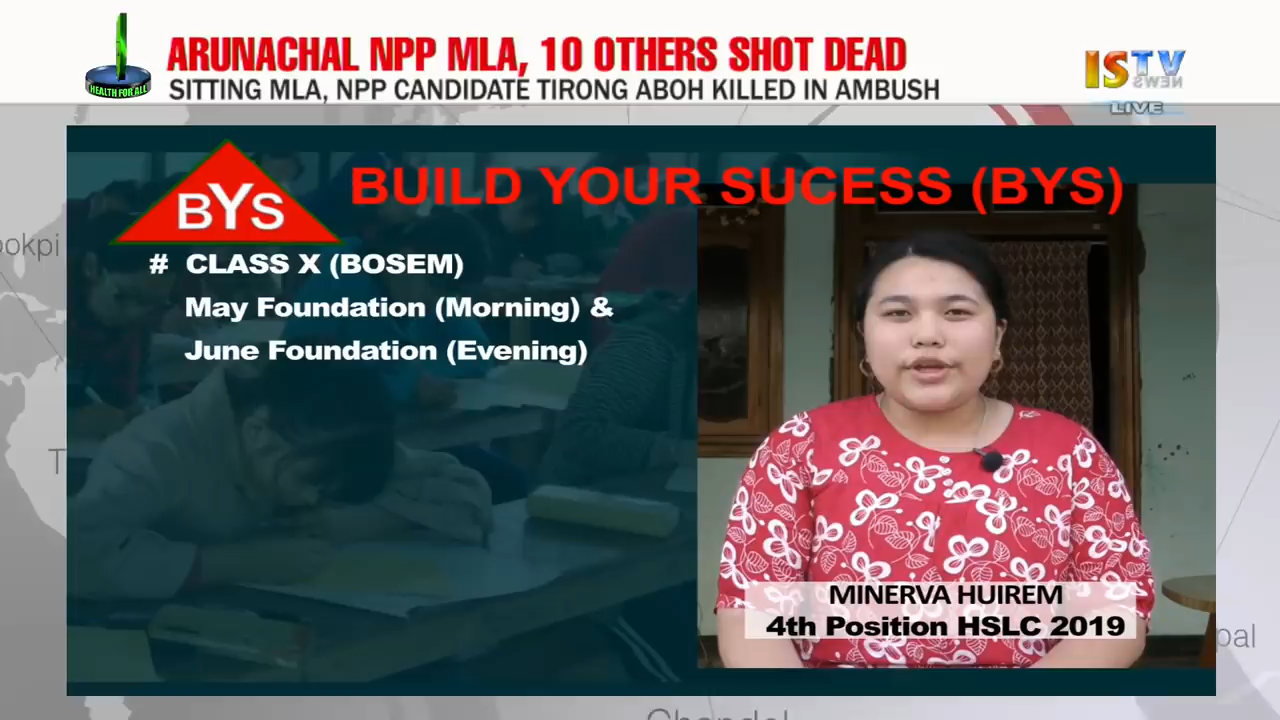 ARUNACHAL NPP MLA, 10 OTHERS SHOT DEAD
SITTING MLA, NPP CANDIDATE TIRONG ABOH KILLED IN AMBUSH
HEALTH FOR ALL
ISTV
NEWS
LIVE
BYS
BUILD YOUR SUCESS (BYS)
# CLASS X (BOSEM)
May Foundation (Morning) &
June Foundation (Evening)
MINERVA HUIREM
4th Position HSLC 2019